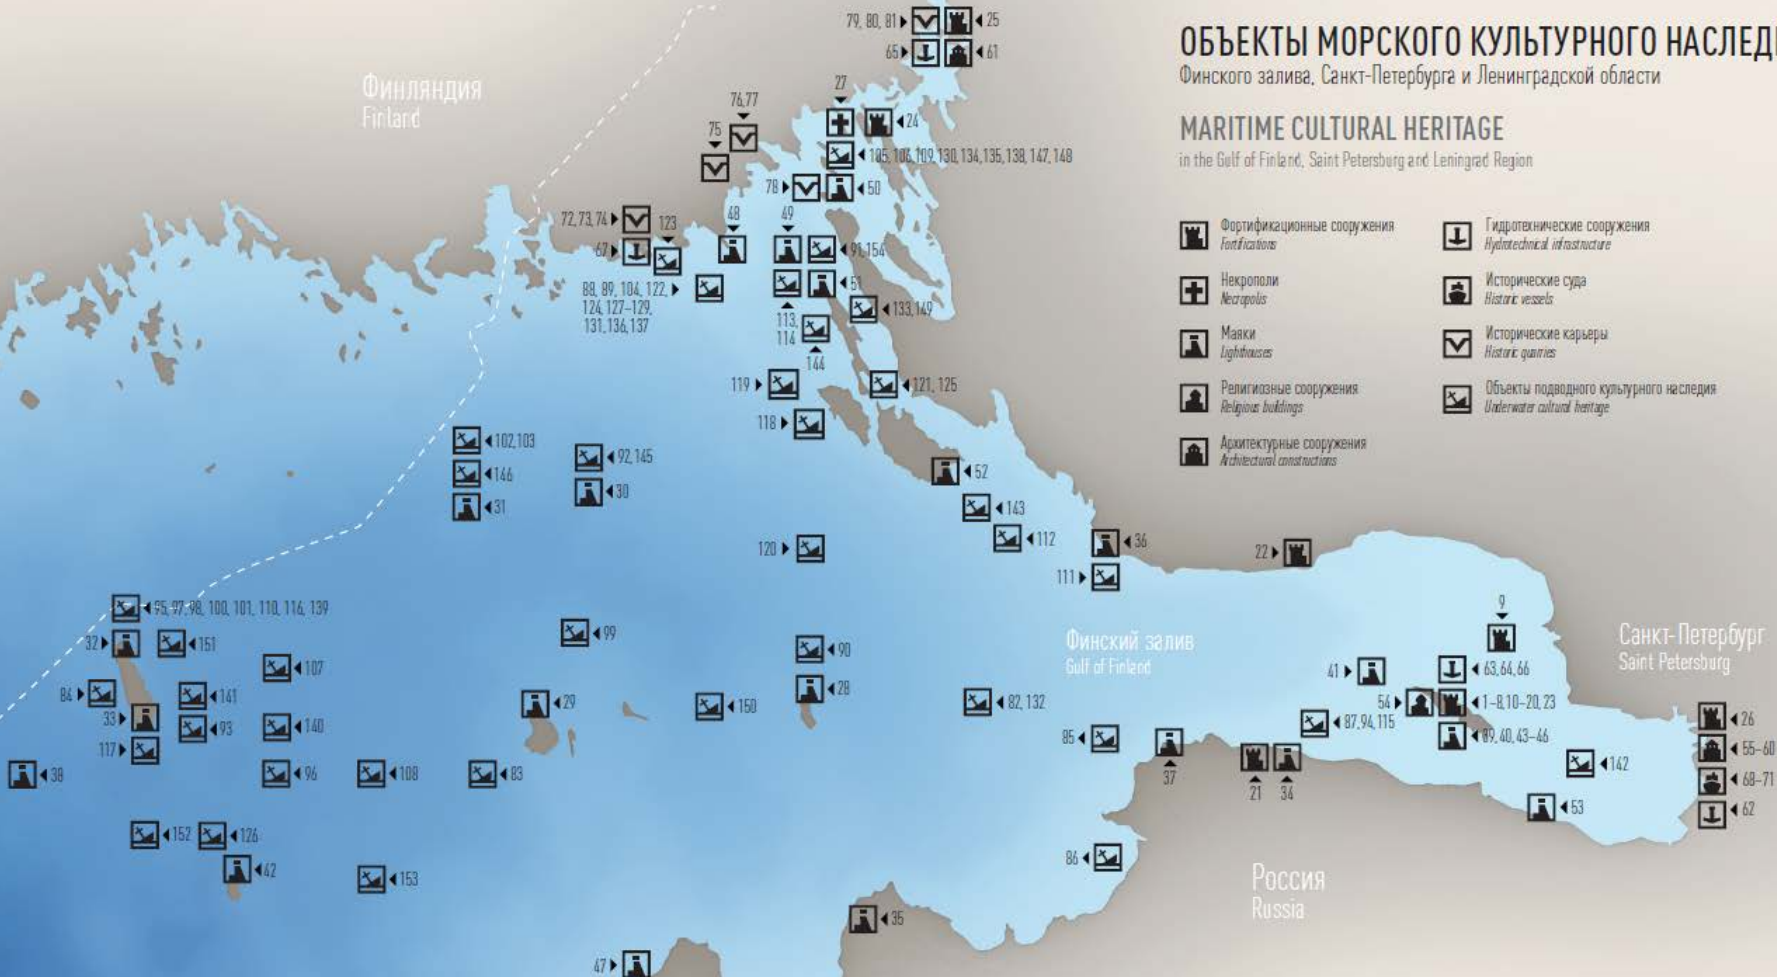 ОБЪЕКТЫ МОРСКОГО КУЛЬТУРНОГО НАСЛЕДИ
Финского залива, Санкт-Петербурга и Ленинградской области
MARITIME CULTURAL HERITAGE
in the Gulf of Finland, Saint Petersburg and Leningrad Region
Фортификационные сооружения
Fortifications
Некрополи
Necropolis
Маяки
Lighthouses
Религиозные сооружения
Religious buildings
Архитектурные сооружения
Architectural constructions
Гидротехнические сооружения
Hydrotechnical infrastructure
Исторические суда
Historic vessels
Исторические карьеры
Historic quarries
Объекты подводного культурного наследия
Underwater cultural heritage
Финляндия
Finland
79, 80, 81
25
65
61
27
24
76,77
75
105, 106, 109, 130, 134, 135, 138, 147, 148
78
50
72, 73, 74
123
48
49
67
91, 154
88, 89, 104, 122,
124, 127-129,
131, 136, 137
51
113,
114
133, 149
144
119
121, 125
118
102, 103
92, 145
146
52
31
30
143
112
120
36
22
111
95, 97, 98, 100, 101, 110, 116, 139
9
32
151
99
90
Финский залив
Gulf of Finland
Санкт-Петербург
Saint Petersburg
107
41
63, 64, 66
84
141
28
29
150
82, 132
54
1-8, 10-20, 23
33
93
140
87, 94, 115
26
117
85
39, 40, 43-46
55-60
38
96
108
83
37
21
34
142
68-71
53
62
152
126
42
153
86
Россия
Russia
35
47